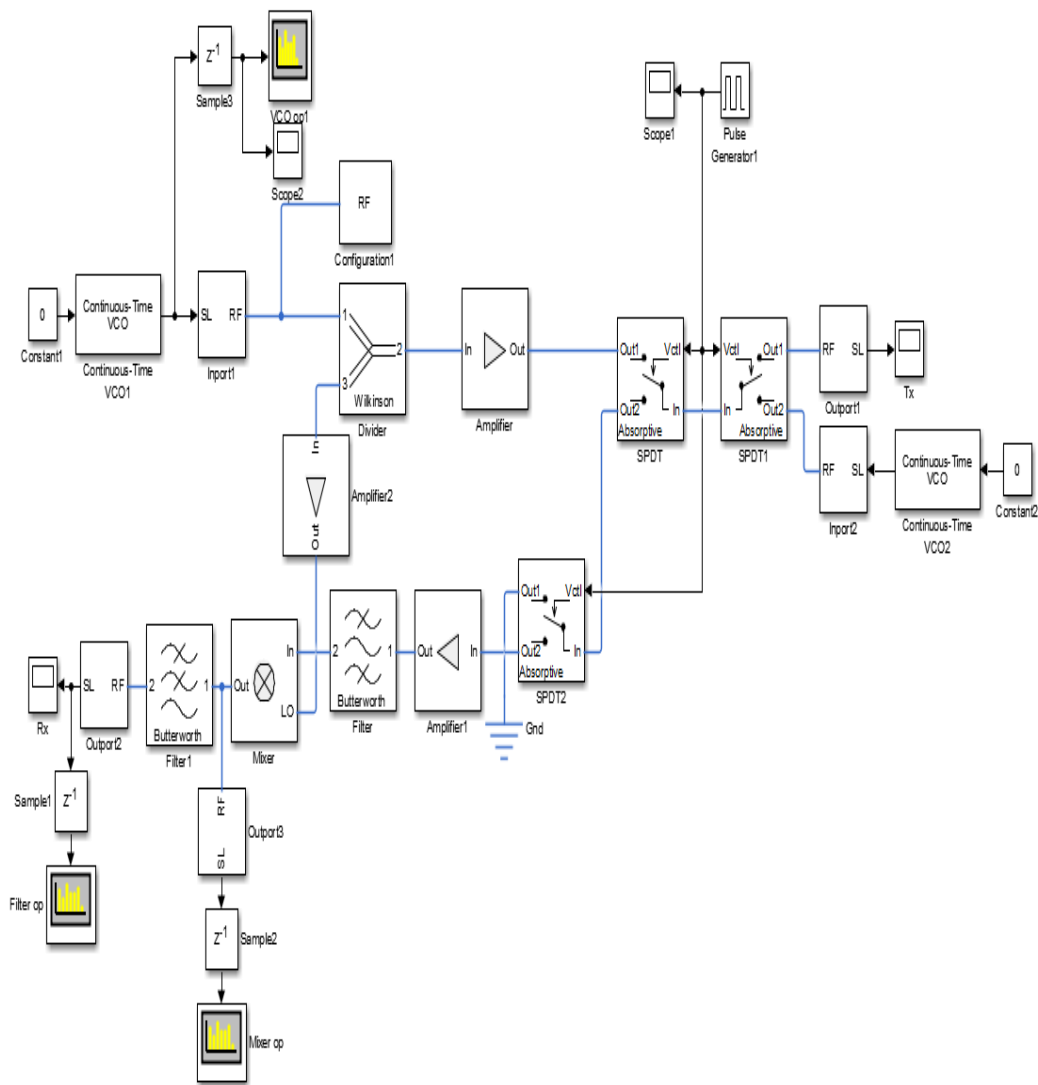 Z-1
Sample3
VCO op1
Scope2
Scope1
Pulse
Generator1
RF
Configuration1
0
Constant1
Continuous-Time
VCO
Continuous-Time
VCO1
SL RF
Inport1
1
2
3
Wilkinson
Divider
In Out
Amplifier
Out1
Vctl
Out2
In
Absorptive
SPDT
Vctl
Out1
In
Out2
Absorptive
SPDT1
RF SL
Outport1
Tx
RF SL
Inport2
Continuous-Time
VCO
Continuous-Time
VCO2
0
Constant2
In
Out
Amplifier2
Out1
Vctl
Out2
In
Absorptive
SPDT2
Gnd
Out In
Amplifier1
2 1
Butterworth
Filter
In
Out
LO
Mixer
2 1
Butterworth
Filter1
SL RF
Outport2
Rx
Sample1
Z-1
Filter op
RF
SL
Outport3
Z-1
Sample2
Mixer op